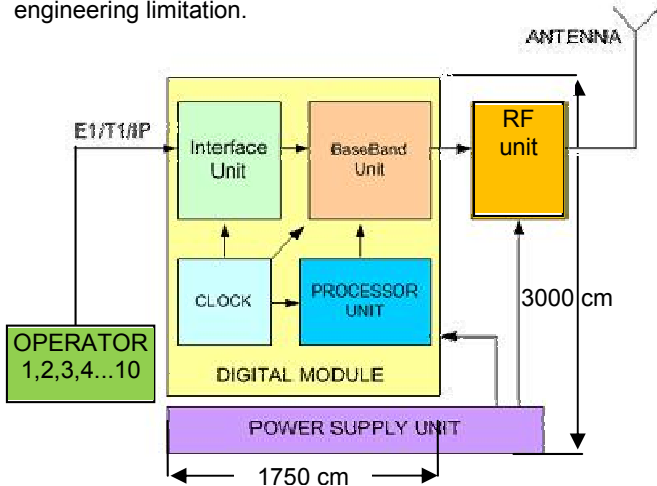 engineering limitation.
ANTENNA
E1/T1/IP
Interface
Unit
BaseBand
Unit
RF
unit
CLOCK
PROCESSOR
UNIT
3000 cm
OPERATOR
1,2,3,4...10
DIGITAL MODULE
POWER SUPPLY UNIT
1750 cm